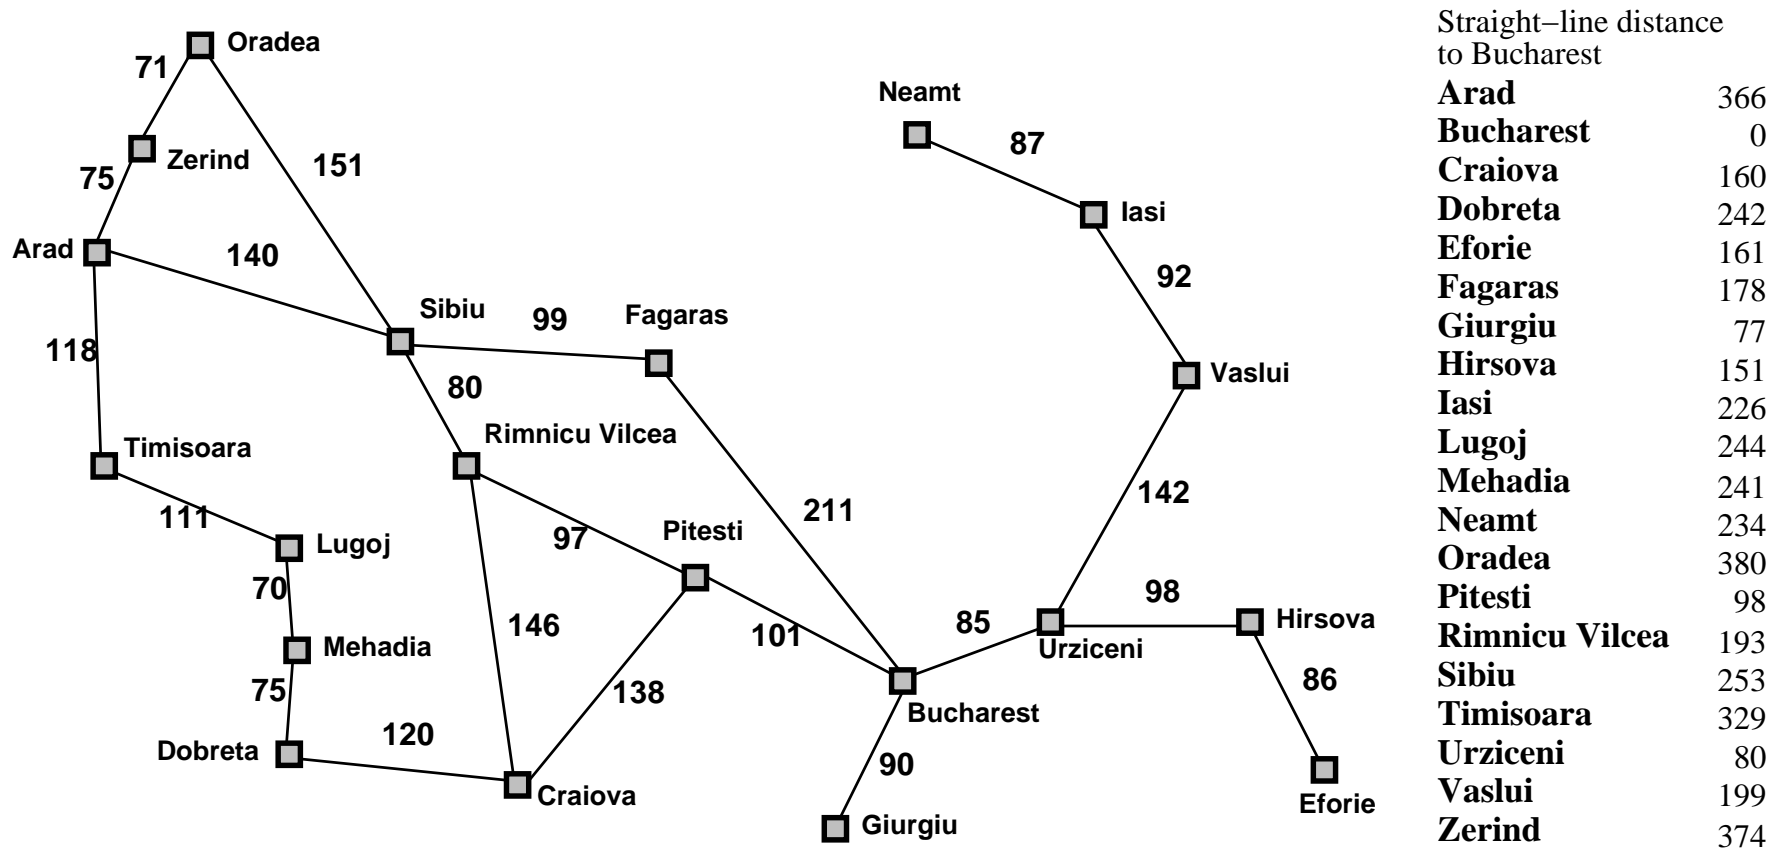 Oradea
71
Neamt
87
Zerind
151
75
Iasi
Arad
140
92
Sibiu
99
Fagaras
118
80
Vaslui
Rimnicu Vilcea
Timisoara
142
111
97
Pitesti
211
Lugoj
70
98
Hirsova
146
101
85
Urziceni
Mehadia
86
75
138
Bucharest
Dobreta
120
90
Craiova
Eforie
Giurgiu
Straight–line distance
to Bucharest
Arad 366
Bucharest 0
Craiova 160
Dobreta 242
Eforie 161
Fagaras 178
Giurgiu 77
Hirsova 151
Iasi 226
Lugoj 244
Mehadia 241
Neamt 234
Oradea 380
Pitesti 98
Rimnicu Vilcea 193
Sibiu 253
Timisoara 329
Urziceni 80
Vaslui 199
Zerind 374